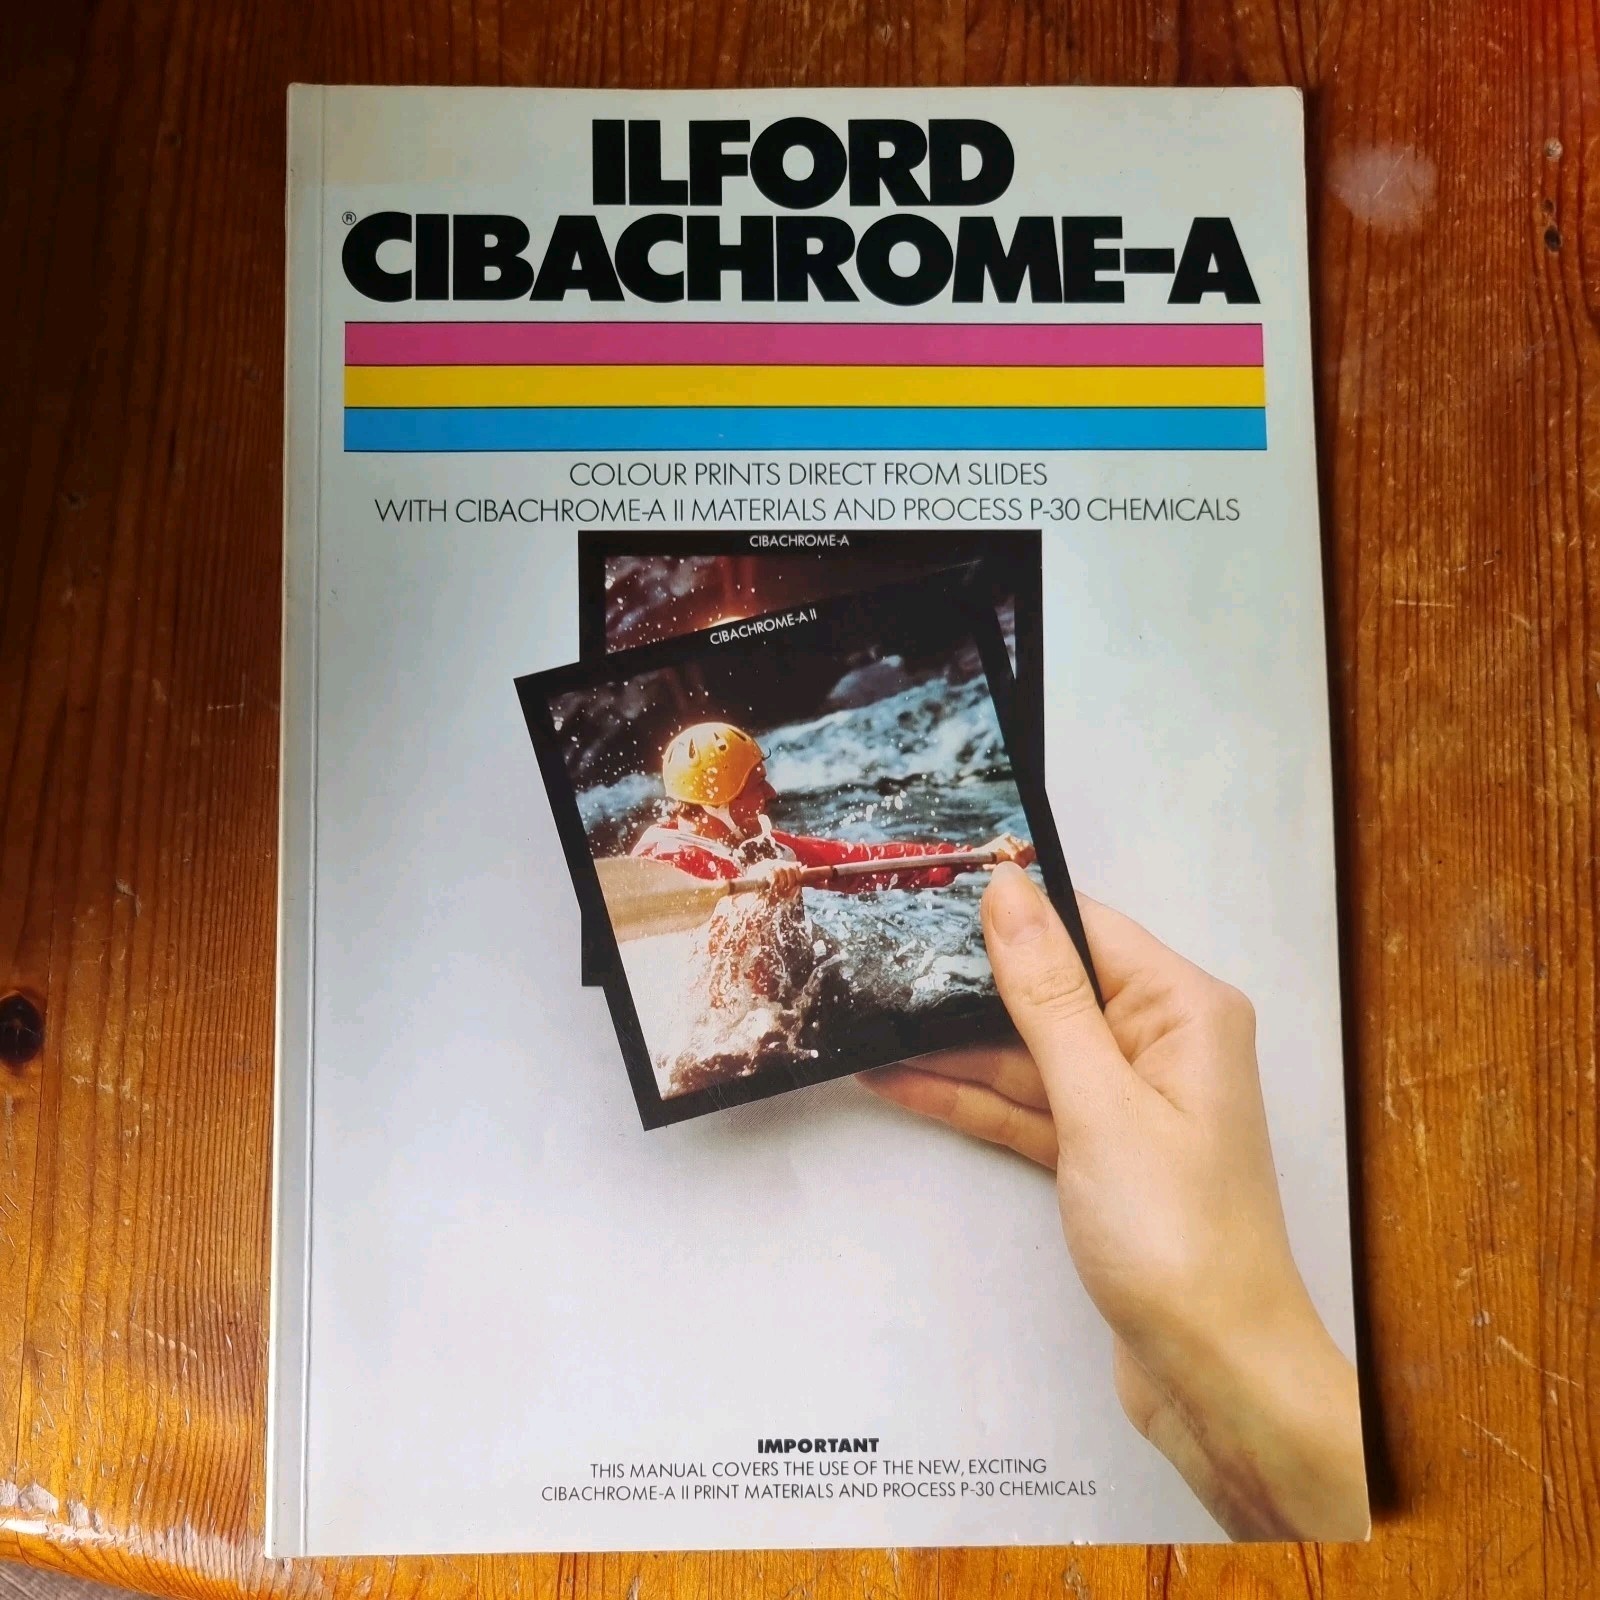 ILFORD
®CIBACHROME-A
COLOUR PRINTS DIRECT FROM SLIDES
WITH CIBACHROME-A II MATERIALS AND PROCESS P-30 CHEMICALS
CIBACHROME-A
CIBACHROME-A II
IMPORTANT
THIS MANUAL COVERS THE USE OF THE NEW, EXCITING
CIBACHROME-A II PRINT MATERIALS AND PROCESS P-30 CHEMICALS